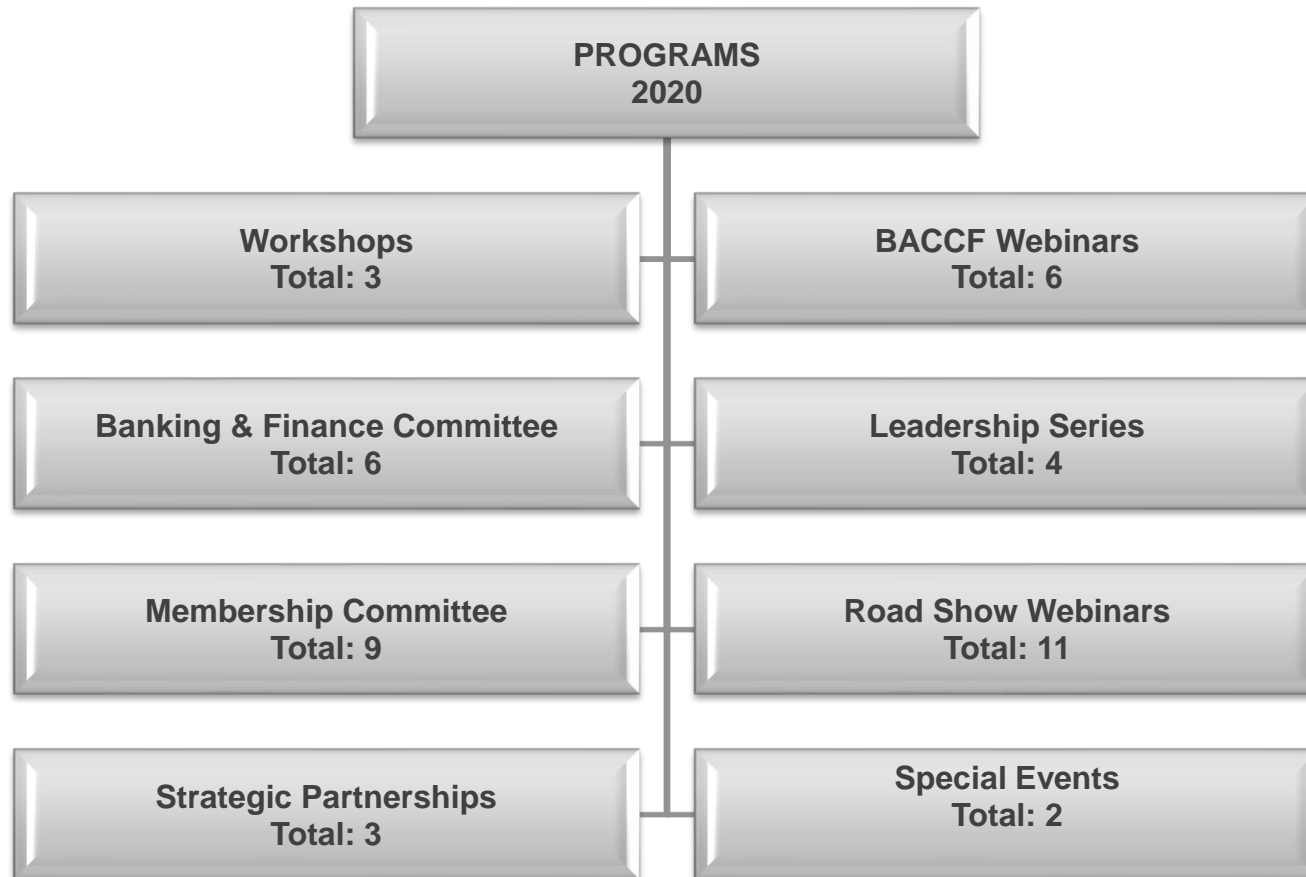 PROGRAMS
2020
Workshops
Total: 3
BACCF Webinars
Total: 6
Banking & Finance Committee
Total: 6
Leadership Series
Total: 4
Membership Committee
Total: 9
Road Show Webinars
Total: 11
Strategic Partnerships
Total: 3
Special Events
Total: 2